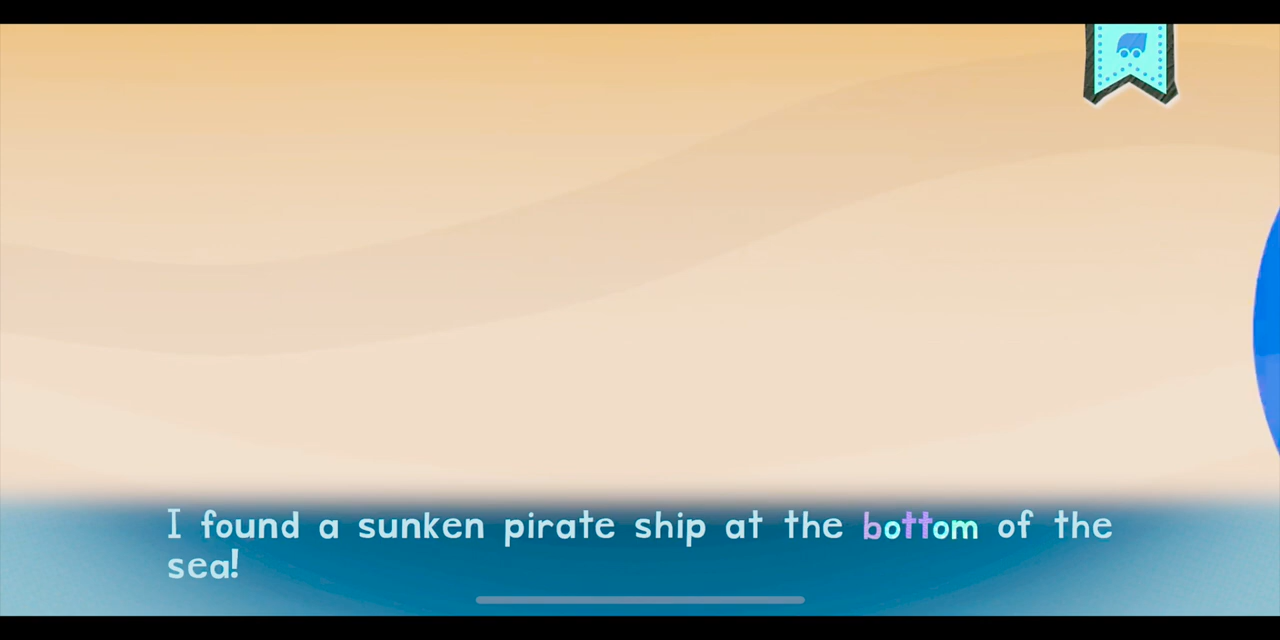 I found a sunken pirate ship at the bottom of the
sea!